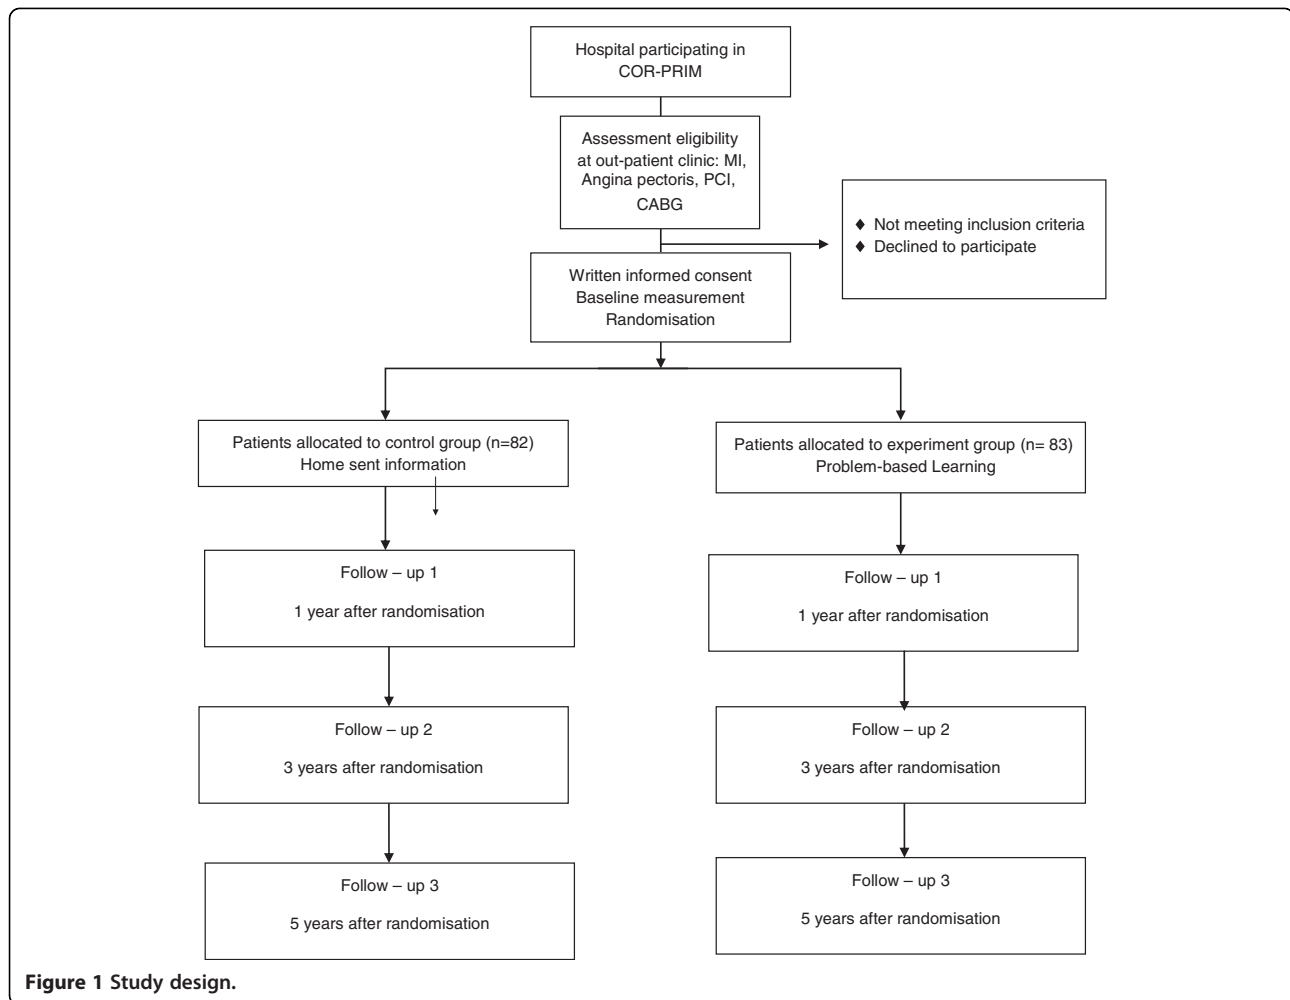 Hospital participating in
COR-PRIM
Assessment eligibility
at out-patient clinic: MI,
Angina pectoris, PCI,
CABG
♦ Not meeting inclusion criteria
♦ Declined to participate
Written informed consent
Baseline measurement
Randomisation
Patients allocated to control group (n=82)
Home sent information
Patients allocated to experiment group (n= 83)
Problem-based Learning
Follow – up 1
1 year after randomisation
Follow – up 1
1 year after randomisation
Follow – up 2
3 years after randomisation
Follow – up 2
3 years after randomisation
Follow – up 3
5 years after randomisation
Follow – up 3
5 years after randomisation
Figure 1 Study design.